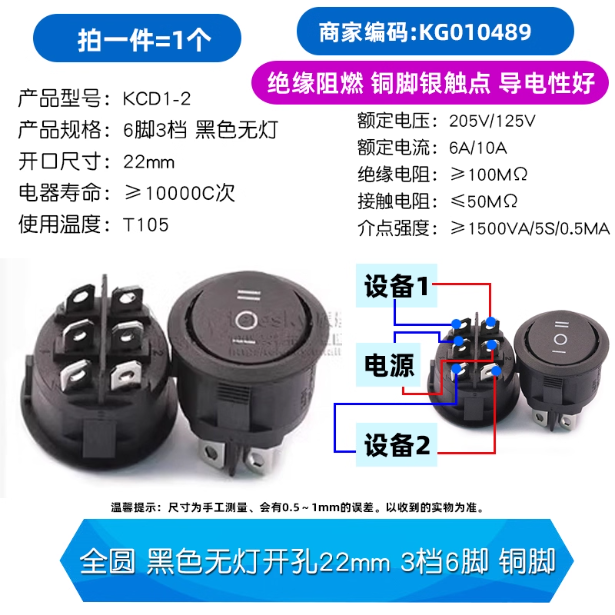 拍一件=1个
商家编码:KG010489
绝缘阻燃 铜脚银触点 导电性好
产品型号: KCD1-2
产品规格: 6脚3档 黑色无灯
开口尺寸: 22mm
电器寿命: ≥10000C次
使用温度: T105
额定电压: 205V/125V
额定电流: 6A/10A
绝缘电阻: ≥100MΩ
接触电阻: ≤50MΩ
介点强度: ≥1500VA/5S/0.5MA
设备1
电源
设备2
温馨提示: 尺寸为手工测量、会有0.5~1mm的误差。以收到的实物为准。
全圆 黑色无灯开孔22mm 3档6脚 铜脚